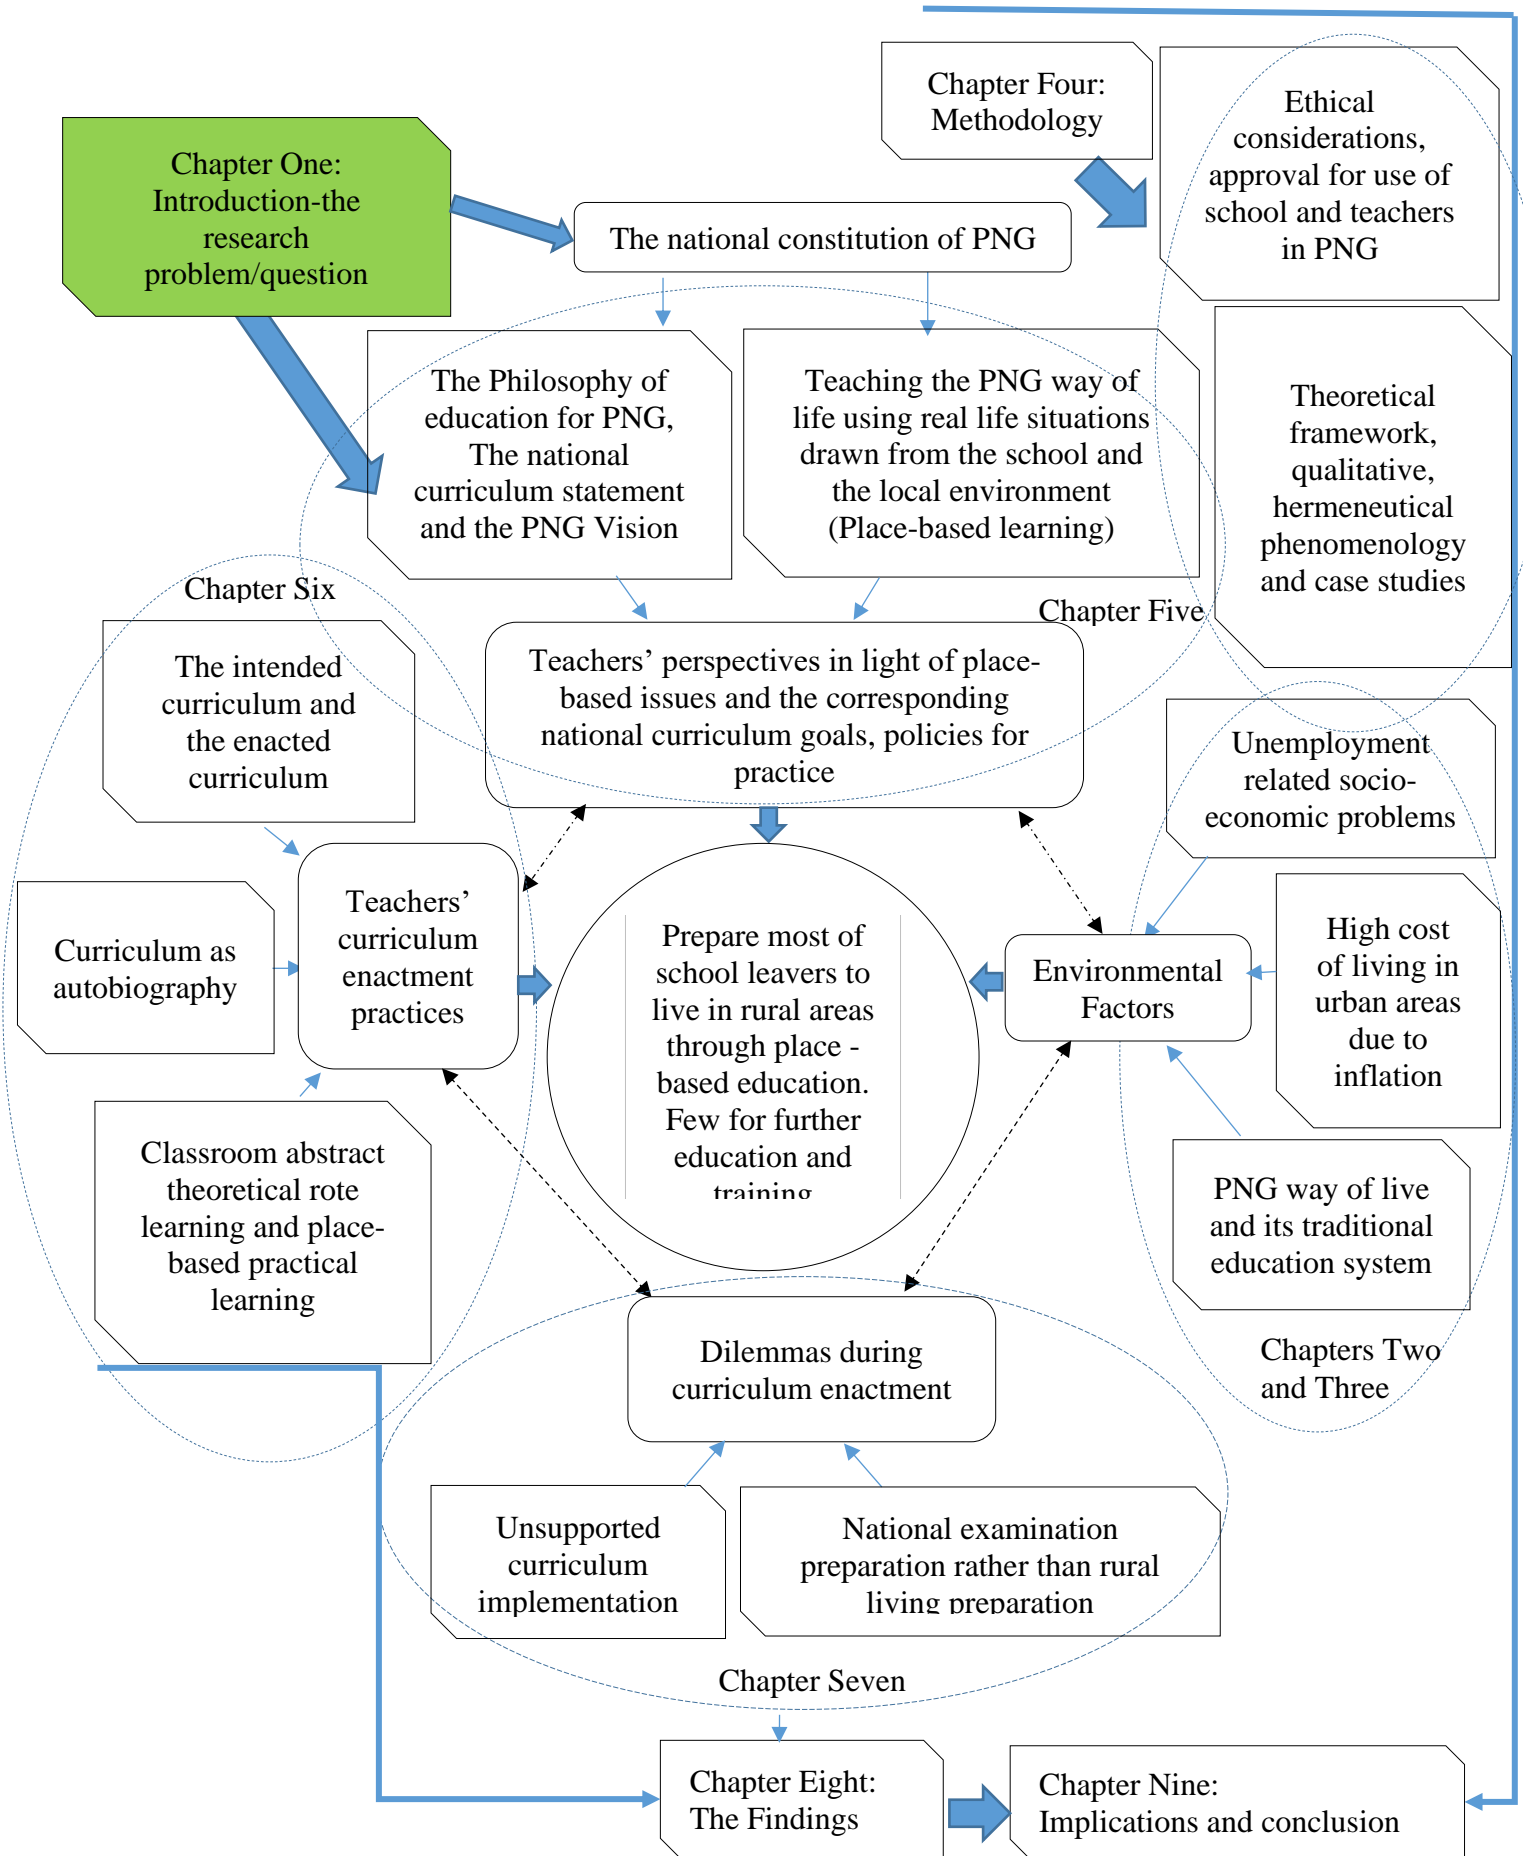 Chapter Four:
Methodology
Ethical
considerations,
approval for use of
school and teachers
in PNG
Chapter One:
Introduction-the
research
problem/question
The national constitution of PNG
The Philosophy of
education for PNG,
The national
curriculum statement
and the PNG Vision
Teaching the PNG way of
life using real life situations
drawn from the school and
the local environment
(Place-based learning)
Theoretical
framework,
qualitative,
hermeneutical
phenomenology
and case studies
Chapter Six
Chapter Five
The intended
curriculum and
the enacted
curriculum
Teachers’ perspectives in light of place-
based issues and the corresponding
national curriculum goals, policies for
practice
Unemployment
related socio-
economic problems
Curriculum as
autobiography
Teachers’
curriculum
enactment
practices
Prepare most of
school leavers to
live in rural areas
through place -
based education.
Few for further
education and
training
Environmental
Factors
High cost
of living in
urban areas
due to
inflation
Classroom abstract
theoretical rote
learning and place-
based practical
learning
PNG way of live
and its traditional
education system
Chapters Two
and Three
Dilemmas during
curriculum enactment
Unsupported
curriculum
implementation
National examination
preparation rather than rural
living preparation
Chapter Seven
Chapter Eight:
The Findings
Chapter Nine:
Implications and conclusion